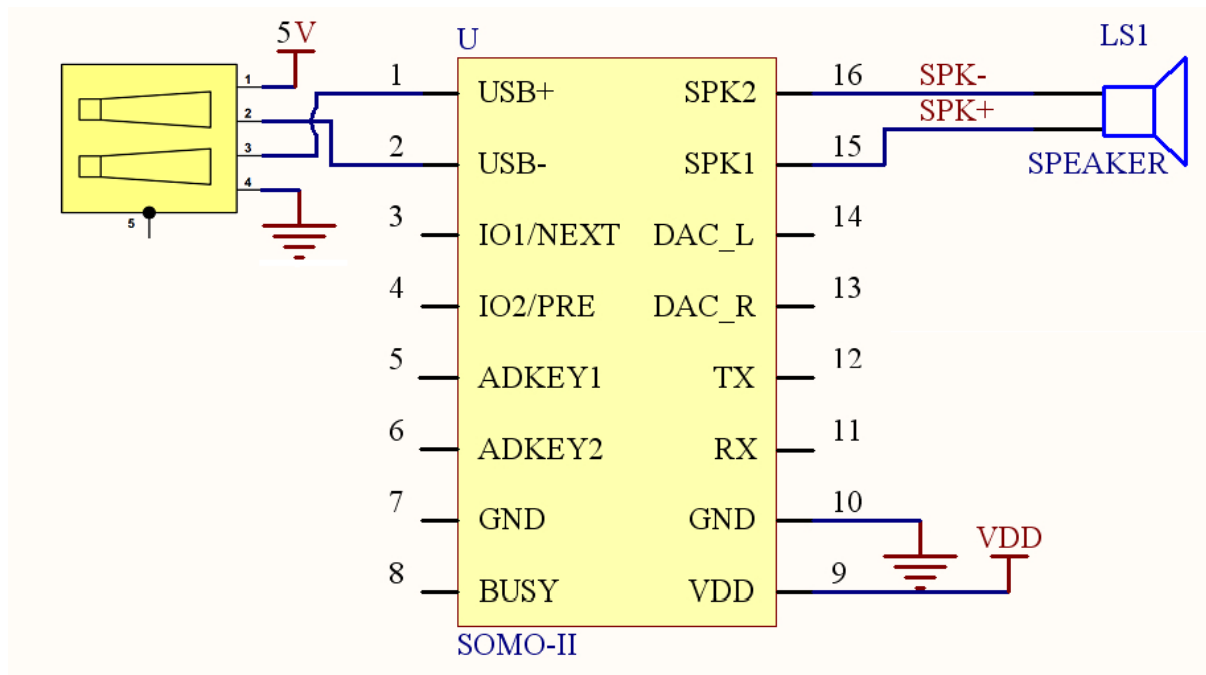 5V
1
2
3
4
5
U
LS1
1
USB+
SPK2
16
SPK-
SPK+
2
USB-
SPK1
15
SPEAKER
3
IO1/NEXT
DAC_L
14
4
IO2/PRE
DAC_R
13
5
ADKEY1
TX
12
6
ADKEY2
RX
11
7
GND
GND
10
VDD
8
BUSY
VDD
9
SOMO-II